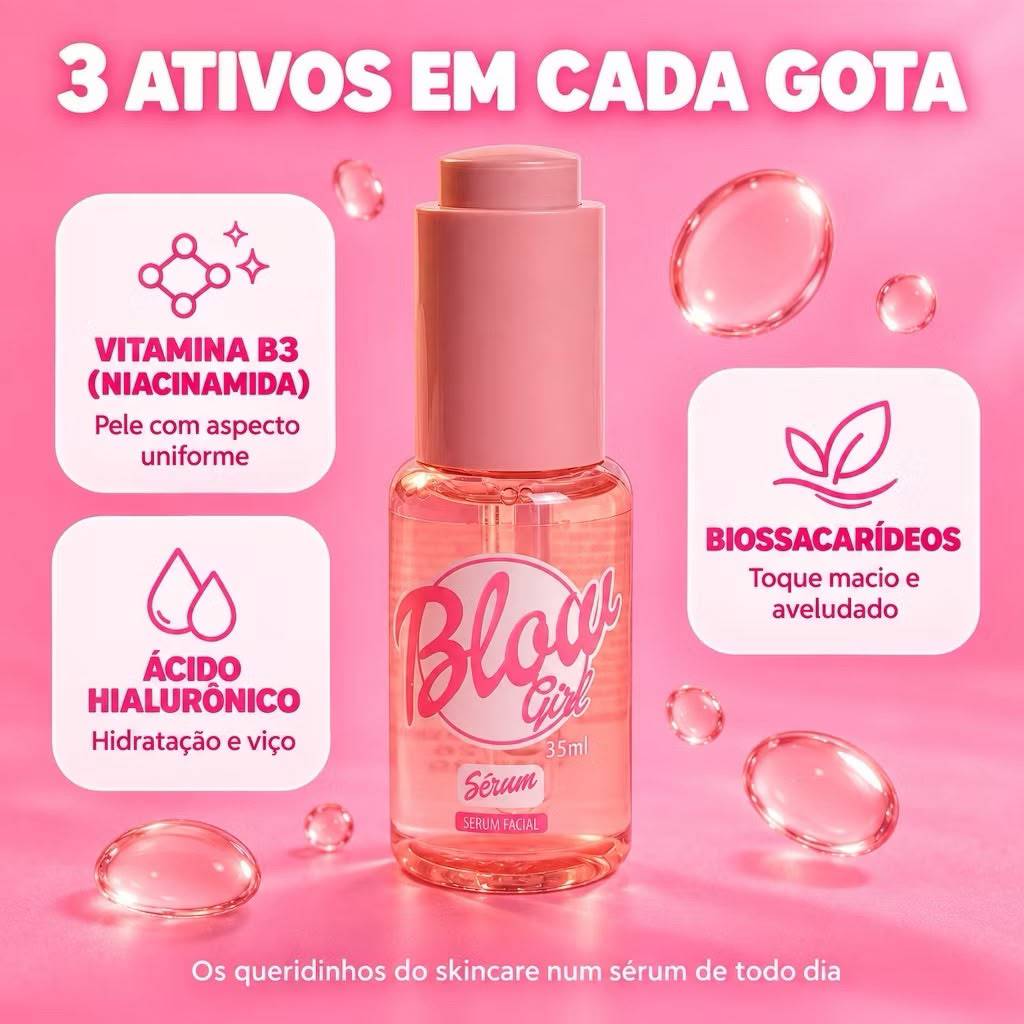 3 ATIVOS EM CADA GOTA
VITAMINA B3
(NIACINAMIDA)
Pele com aspecto
uniforme
ÁCIDO
HIALURÔNICO
Hidratação e viço
BIOSSACARÍDEOS
Toque macio e
aveludado
Blow
Girl
35ml
Sérum
SERUM FACIAL
Os queridinhos do skincare num sérum de todo dia